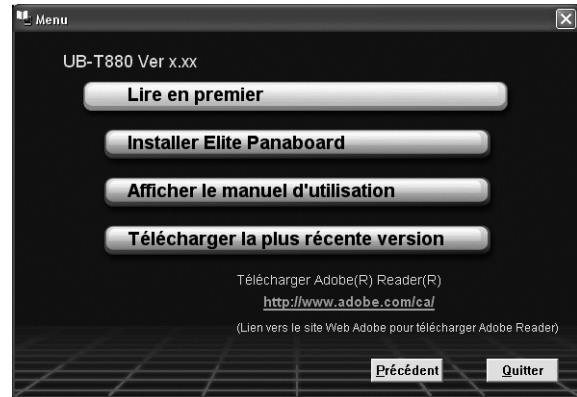 Menu
UB-T880 Ver x.xx
Lire en premier
Installer Elite Panaboard
Afficher le manuel d'utilisation
Télécharger la plus récente version
Télécharger Adobe(R) Reader(R)
http://www.adobe.com/ca/
(Lien vers le site Web Adobe pour télécharger Adobe Reader)
Précédent Quitter